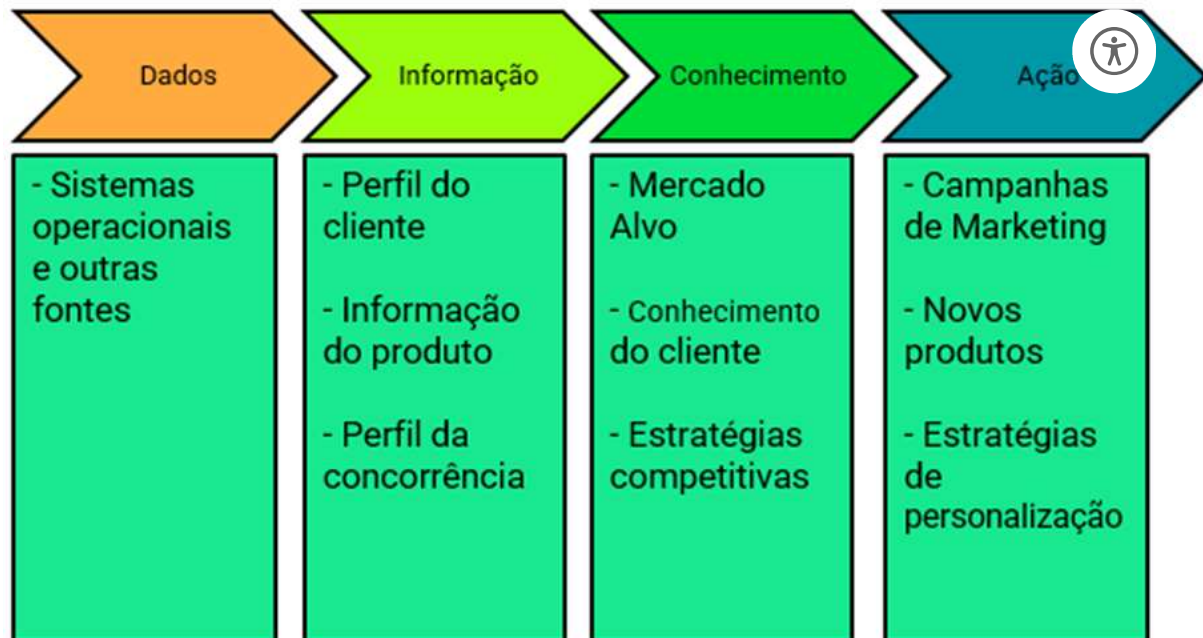 Dados
Informação
Conhecimento
Ação
- Sistemas
operacionais
e outras
fontes
- Perfil do
cliente
- Informação
do produto
- Perfil da
concorrência
- Mercado
Alvo
- Conhecimento
do cliente
- Estratégias
competitivas
- Campanhas
de Marketing
- Novos
produtos
- Estratégias
de
personalização